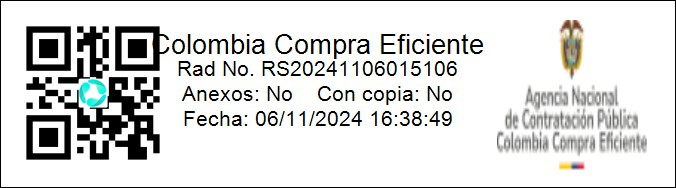 Colombia Compra Eficiente
Rad No. RS20241106015106
Anexos: No    Con copia: No
Fecha: 06/11/2024 16:38:49
Agencia Nacional
de Contratación Pública
Colombia Compra Eficiente